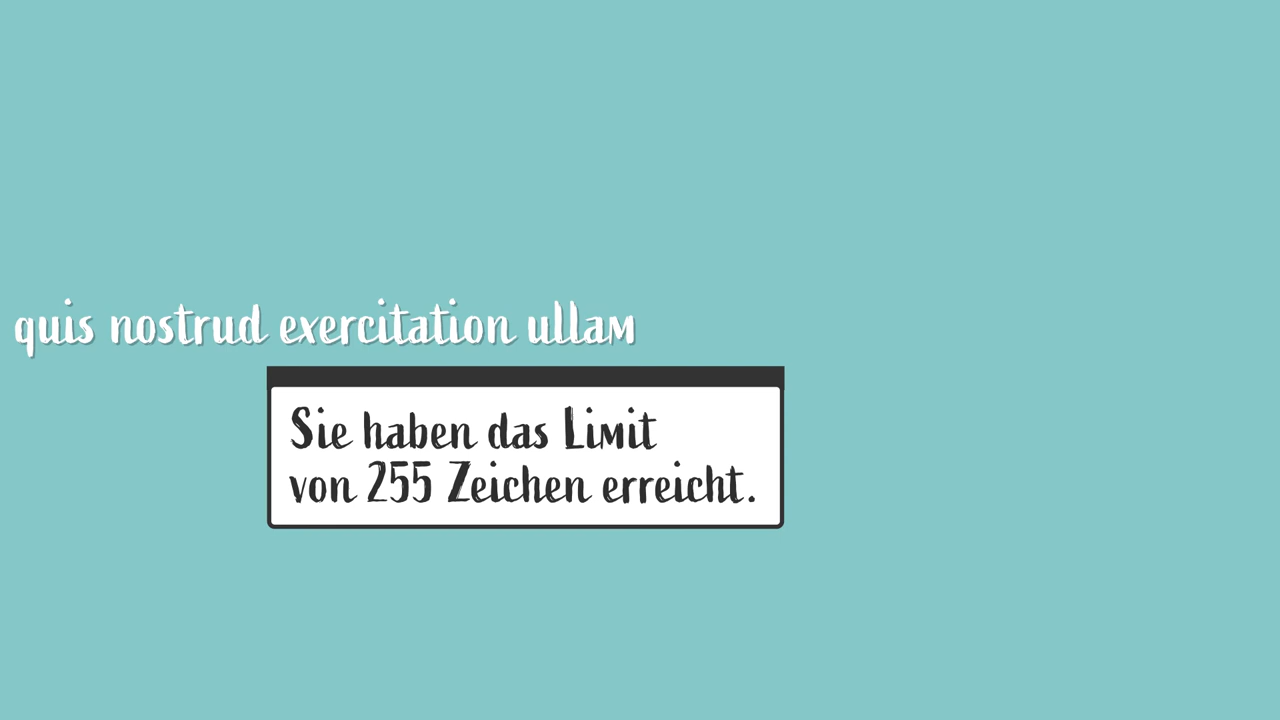 quis nostrud exercitation ullam
Sie haben das Limit
von 255 Zeichen erreicht.